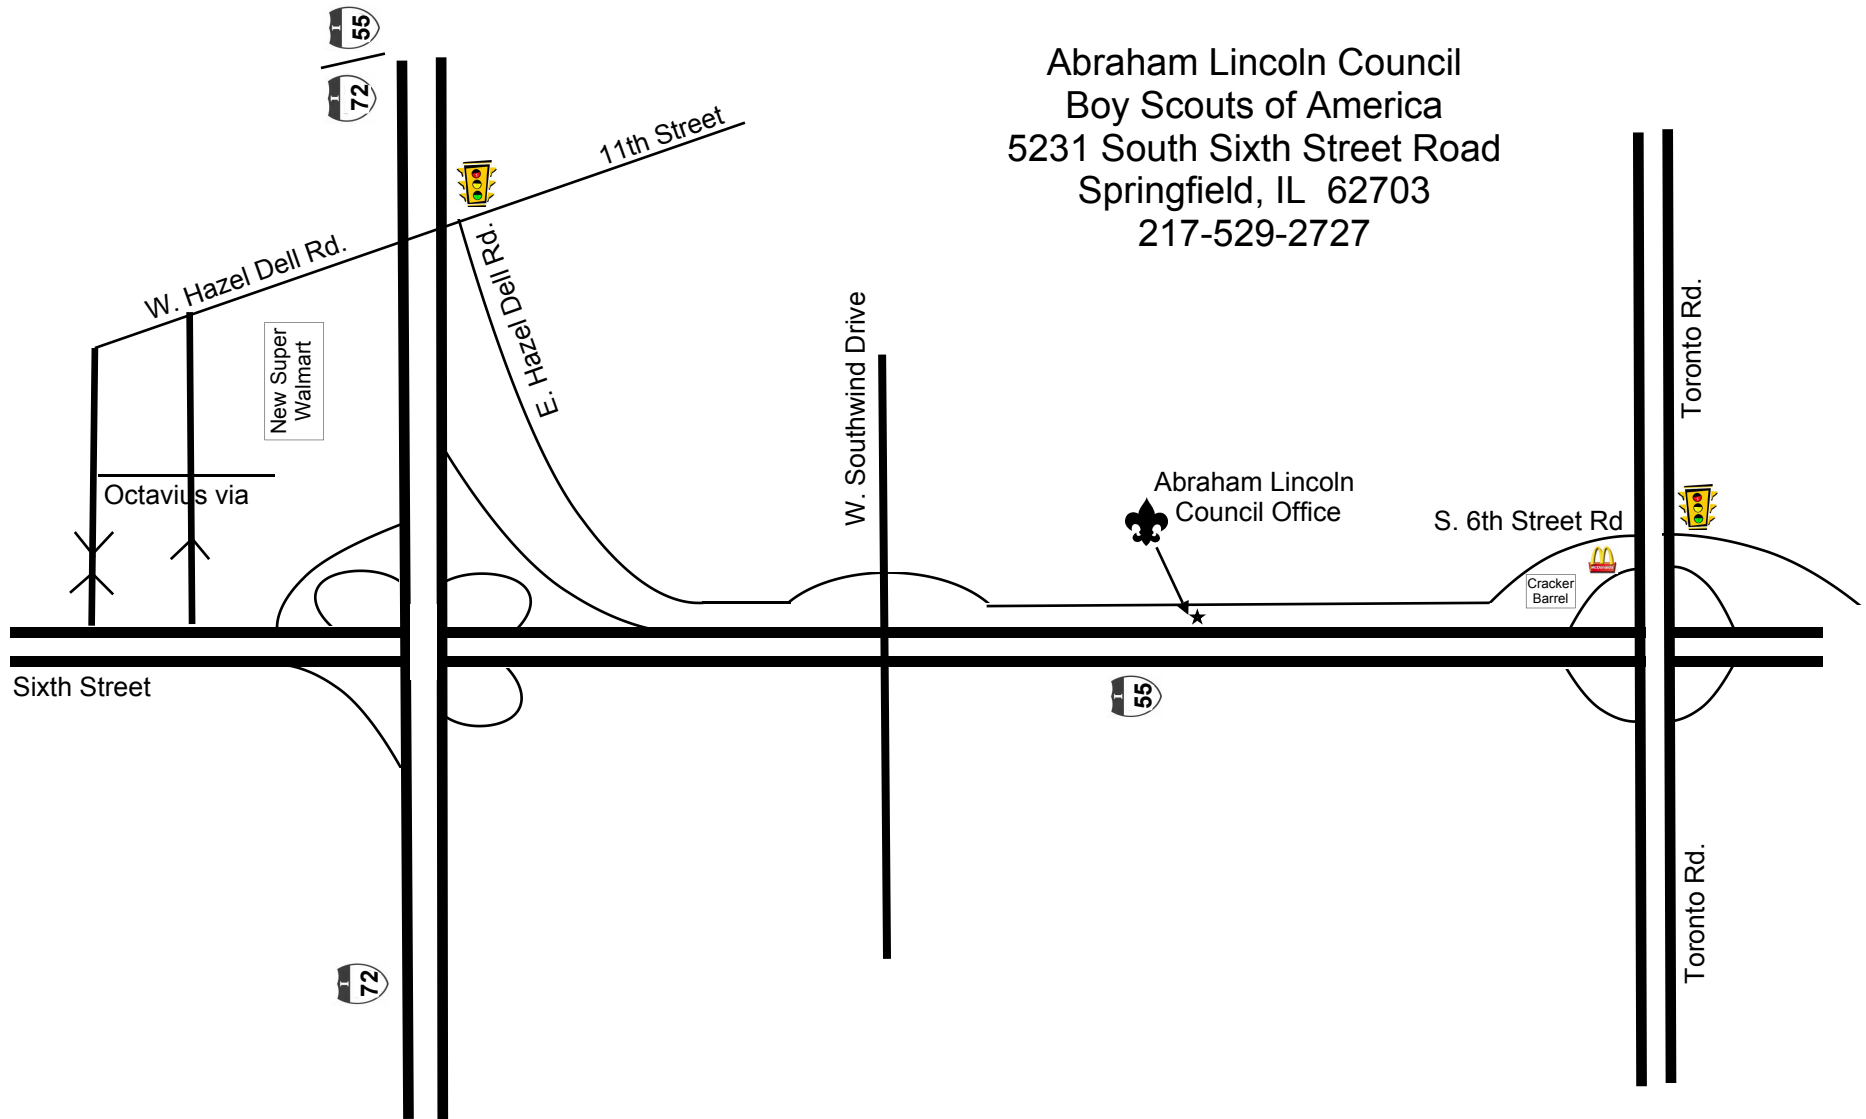 Abraham Lincoln Council
Boy Scouts of America
5231 South Sixth Street Road
Springfield, IL 62703
217-529-2727
I 55
I 72
11th Street
W. Hazel Dell Rd.
E. Hazel Dell Rd.
New Super
Walmart
Octavius via
W. Southwind Drive
Abraham Lincoln
Council Office
S. 6th Street Rd
Toronto Rd.
Cracker
Barrel
McDonald's
Sixth Street
I 55
I 72
Toronto Rd.